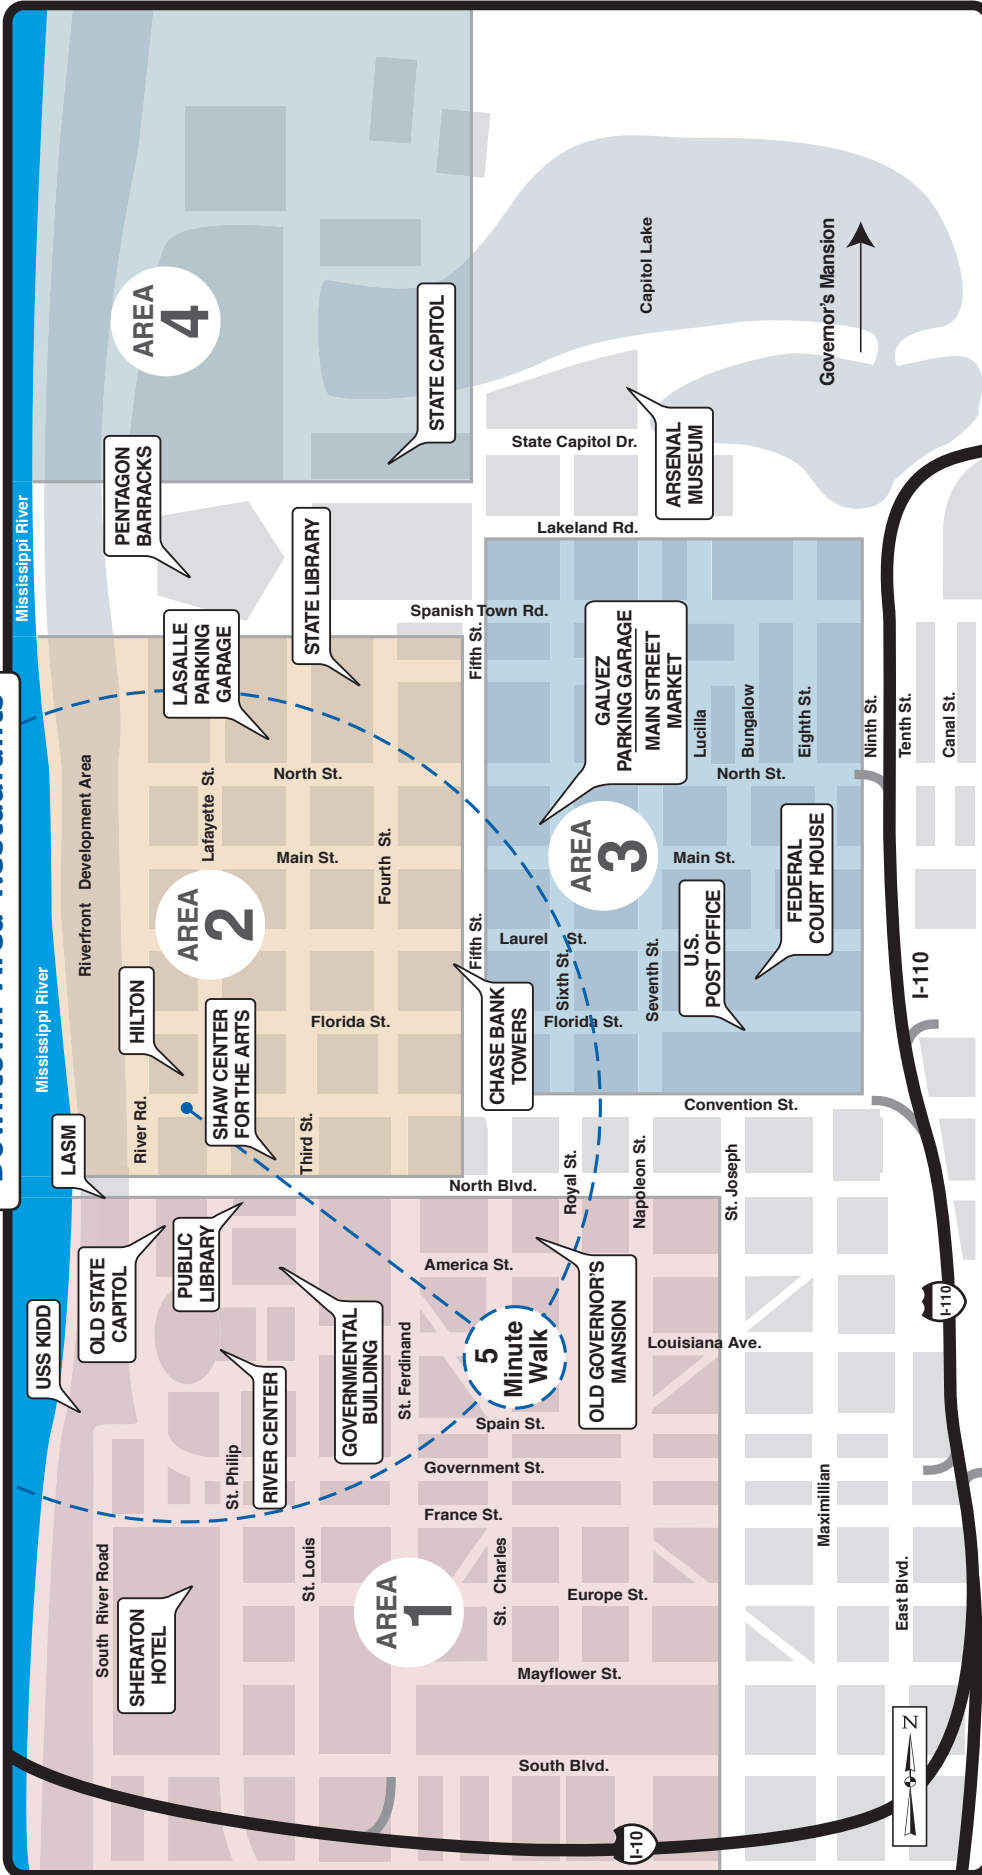 Downtown Area Restaurants
Mississippi River
Mississippi River
AREA
4
STATE CAPITOL
Capitol Lake
Governor's Mansion
PENTAGON
BARRACKS
STATE LIBRARY
State Capitol Dr.
ARSENAL
MUSEUM
Lakeland Rd.
Spanish Town Rd.
LASALLE
PARKING
GARAGE
Fifth St.
GALVEZ
PARKING GARAGE
MAIN STREET
MARKET
Lucilla
Bungalow
Eighth St.
Ninth St.
Tenth St.
Canal St.
Riverfront Development Area
Lafayette St.
North St.
North St.
Main St.
Fourth St.
Main St.
AREA
2
AREA
3
FEDERAL
COURT HOUSE
U.S.
POST OFFICE
HILTON
SHAW CENTER
FOR THE ARTS
Florida St.
Fifth St.
Laurel St.
Sixth St.
Florida St.
Seventh St.
CHASE BANK
TOWERS
I-110
Convention St.
LASM
River Rd.
Third St.
North Blvd.
Royal St.
Napoleon St.
St. Joseph
OLD STATE
CAPITOL
PUBLIC
LIBRARY
America St.
USS KIDD
RIVER CENTER
GOVERNMENTAL
BUILDING
St. Ferdinand
5
Minute
Walk
OLD GOVERNOR'S
MANSION
Louisiana Ave.
I-110
Spain St.
St. Philip
Government St.
France St.
Maximillian
South River Road
SHERATON
HOTEL
St. Louis
AREA
1
St. Charles
Europe St.
East Blvd.
Mayflower St.
South Blvd.
I-10
N